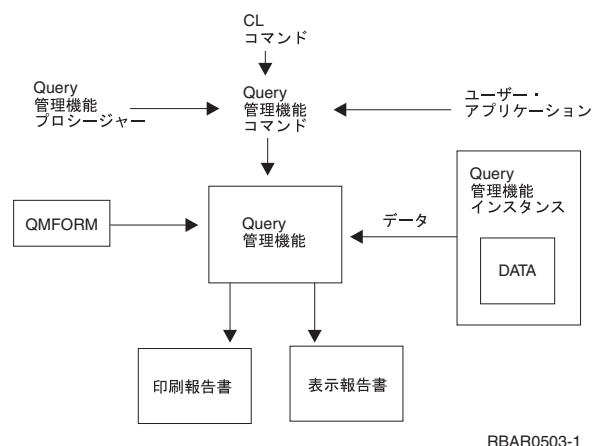 CL
コマンド
Query
管理機能
プロシージャー
Query
管理機能
コマンド
ユーザー・
アプリケーション
QMFORM
Query
管理機能
データ
Query
管理機能
インスタンス
DATA
印刷報告書
表示報告書
RBAR0503-1